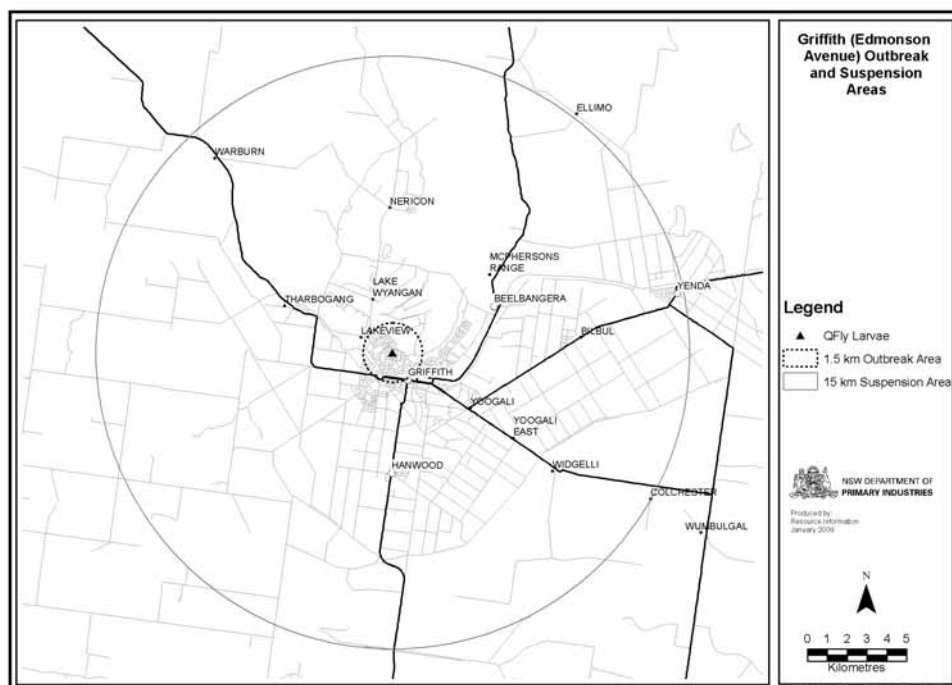 Griffith (Edmonson
Avenue) Outbreak
and Suspension
Areas
ELLIMO
WARBURN
NERICON
MCPHERSONS
RANGE
LAKE
WYANGAN
YENDA
THARBOGANG
BEELBANGERA
LAKEVIEW
BILBUL
GRIFFITH
YOOGALI
YOOGALI
EAST
HANWOOD
WIDGELLI
COLCHESTER
WUMBULGAL
Legend
QFly Larvae
1.5 km Outbreak Area
15 km Suspension Area
NSW DEPARTMENT OF
PRIMARY INDUSTRIES
Produced by:
Resource Information
January 2009
N
0 1 2 3 4 5
Kilometres